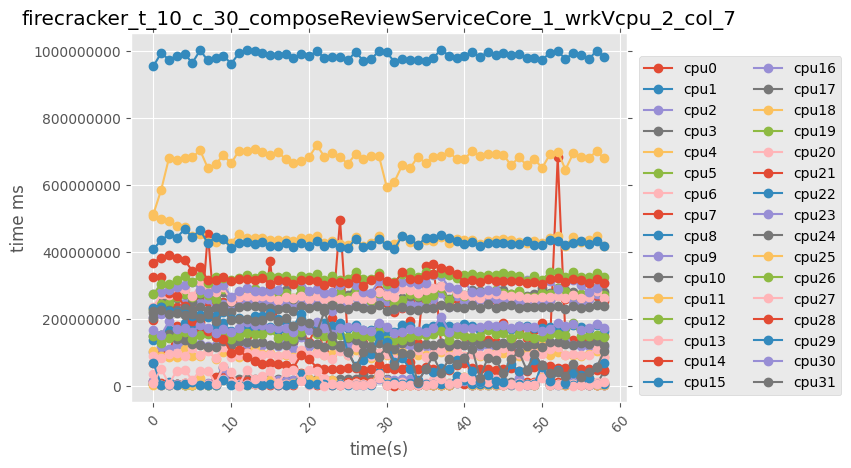 firecracker_t_10_c_30_composeReviewServiceCore_1_wrkVcpu_2_col_7
time ms
1000000000
800000000
600000000
400000000
200000000
0
0 10 20 30 40 50 60
time(s)
cpu0 cpu16
cpu1 cpu17
cpu2 cpu18
cpu3 cpu19
cpu4 cpu20
cpu5 cpu21
cpu6 cpu22
cpu7 cpu23
cpu8 cpu24
cpu9 cpu25
cpu10 cpu26
cpu11 cpu27
cpu12 cpu28
cpu13 cpu29
cpu14 cpu30
cpu15 cpu31